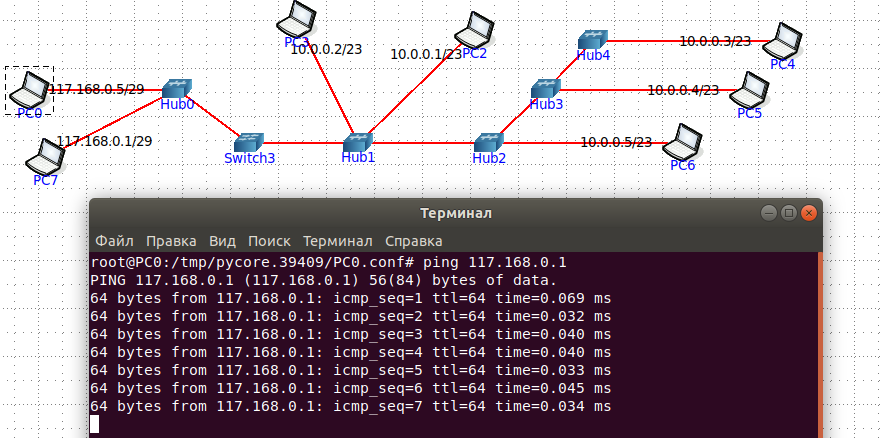 PC3
10.0.0.2/23
10.0.0.1/23
PC2
Hub4
10.0.0.3/23
PC4
PC0
117.168.0.5/29
Hub0
Hub3
10.0.0.4/23
PC5
117.168.0.1/29
PC7
Switch3
Hub1
Hub2
10.0.0.5/23
PC6
Терминал
Файл Правка Вид Поиск Терминал Справка
root@PC0:/tmp/pycore.39409/PC0.conf# ping 117.168.0.1
PING 117.168.0.1 (117.168.0.1) 56(84) bytes of data.
64 bytes from 117.168.0.1: icmp_seq=1 ttl=64 time=0.069 ms
64 bytes from 117.168.0.1: icmp_seq=2 ttl=64 time=0.032 ms
64 bytes from 117.168.0.1: icmp_seq=3 ttl=64 time=0.040 ms
64 bytes from 117.168.0.1: icmp_seq=4 ttl=64 time=0.040 ms
64 bytes from 117.168.0.1: icmp_seq=5 ttl=64 time=0.033 ms
64 bytes from 117.168.0.1: icmp_seq=6 ttl=64 time=0.045 ms
64 bytes from 117.168.0.1: icmp_seq=7 ttl=64 time=0.034 ms